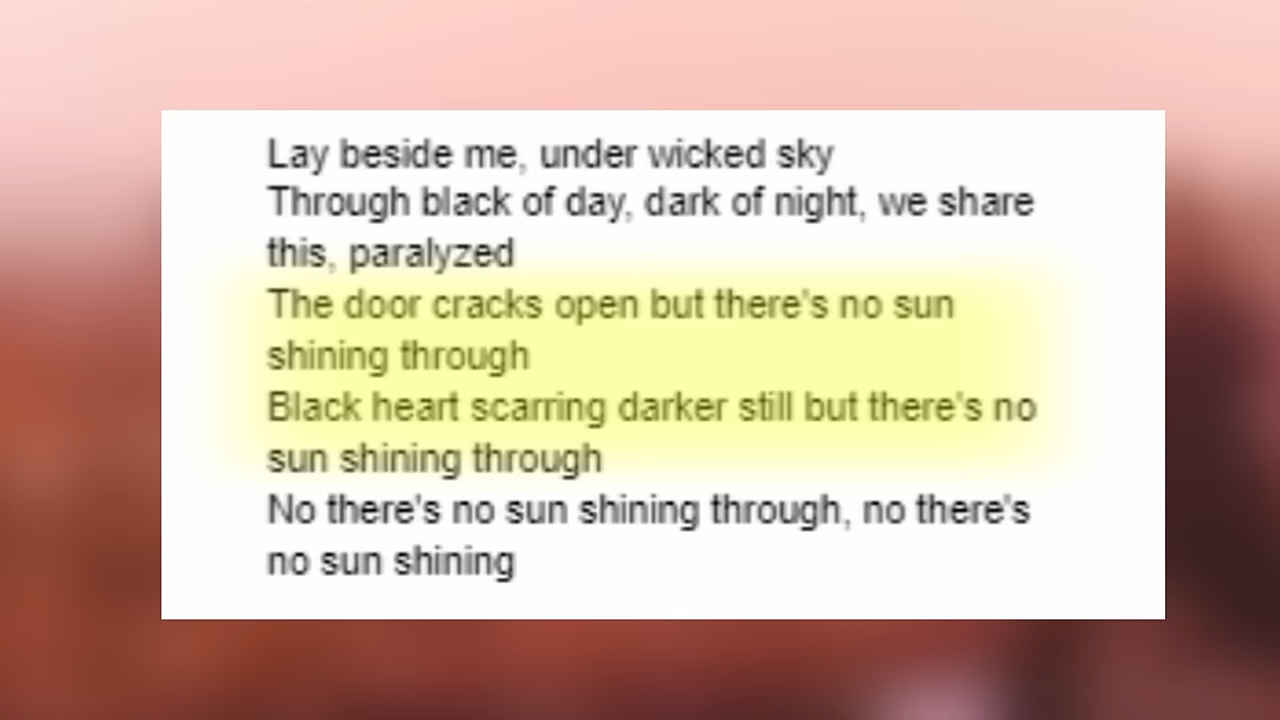 Lay beside me, under wicked sky
Through black of day, dark of night, we share
this, paralyzed
The door cracks open but there's no sun
shining through
Black heart scarring darker still but there's no
sun shining through
No there's no sun shining through, no there's
no sun shining